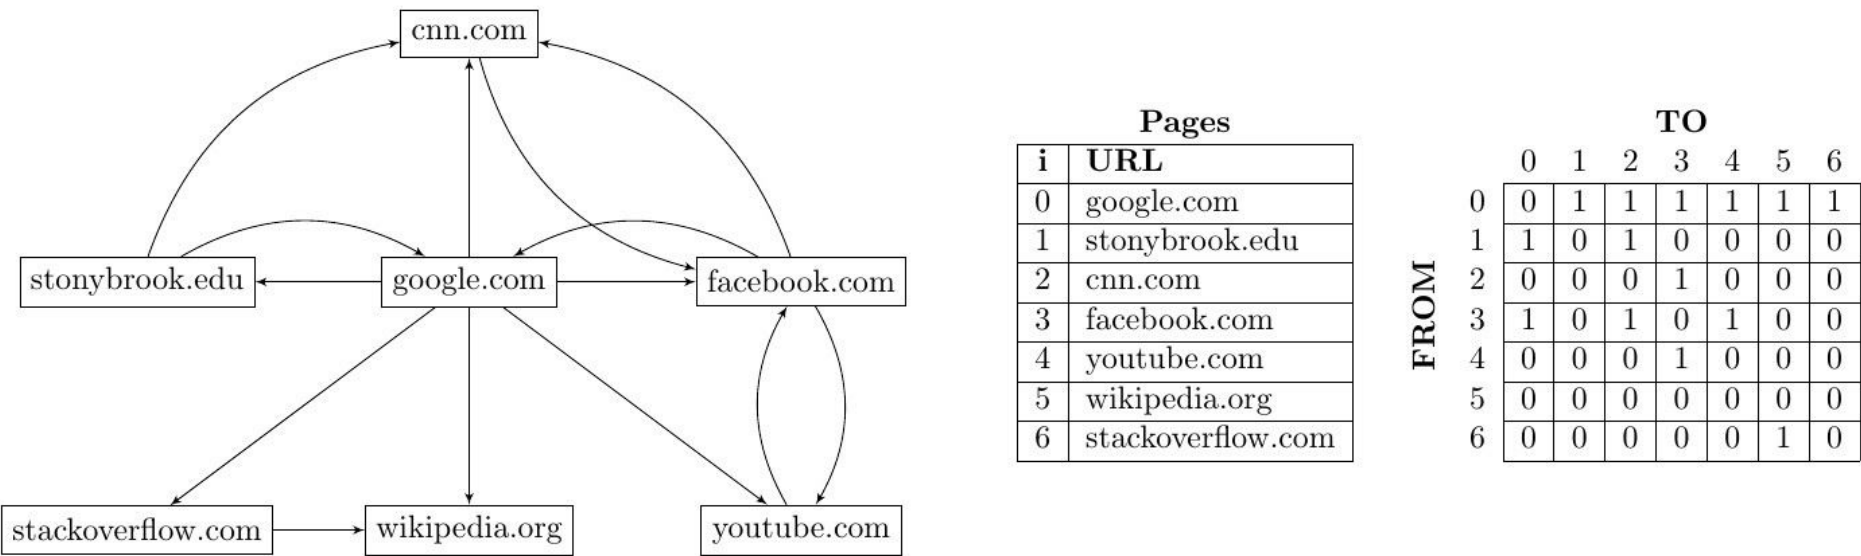 cnn.com
stonybrook.edu
google.com
facebook.com
stackoverflow.com
wikipedia.org
youtube.com
Pages
i URL
0 google.com
1 stonybrook.edu
2 cnn.com
3 facebook.com
4 youtube.com
5 wikipedia.org
6 stackoverflow.com
TO
0 1 2 3 4 5 6
FROM
0 0 1 1 1 1 1 1
1 1 0 1 0 0 0 0
2 0 0 0 1 0 0 0
3 1 0 1 0 1 0 0
4 0 0 0 1 0 0 0
5 0 0 0 0 0 0 0
6 0 0 0 0 0 1 0